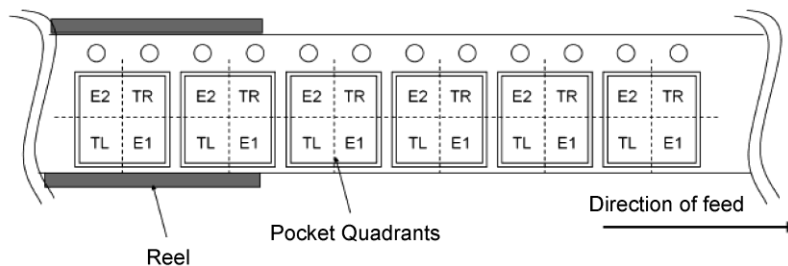 E2 TR E2 TR E2 TR E2 TR E2 TR E2 TR
TL E1 TL E1 TL E1 TL E1 TL E1 TL E1
Direction of feed
Pocket Quadrants
Reel